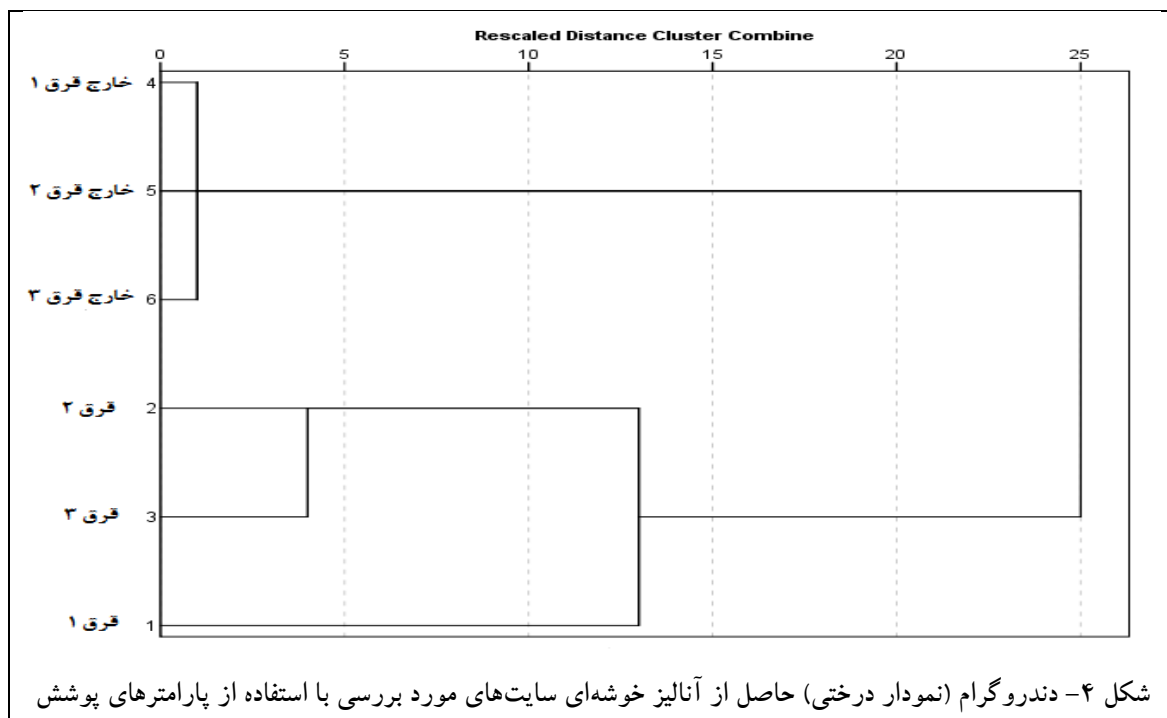 Rescaled Distance Cluster Combine
0 5 10 15 20 25
خارج قرق ۱ 4
خارج قرق ۲ 5
خارج قرق ۳ 6
قرق ۲ 2
قرق ۳ 3
قرق ۱ 1
شکل ۴- دندروگرام (نمودار درختی) حاصل از آنالیز خوشه‌ای سایت‌های مورد بررسی با استفاده از پارامترهای پوشش